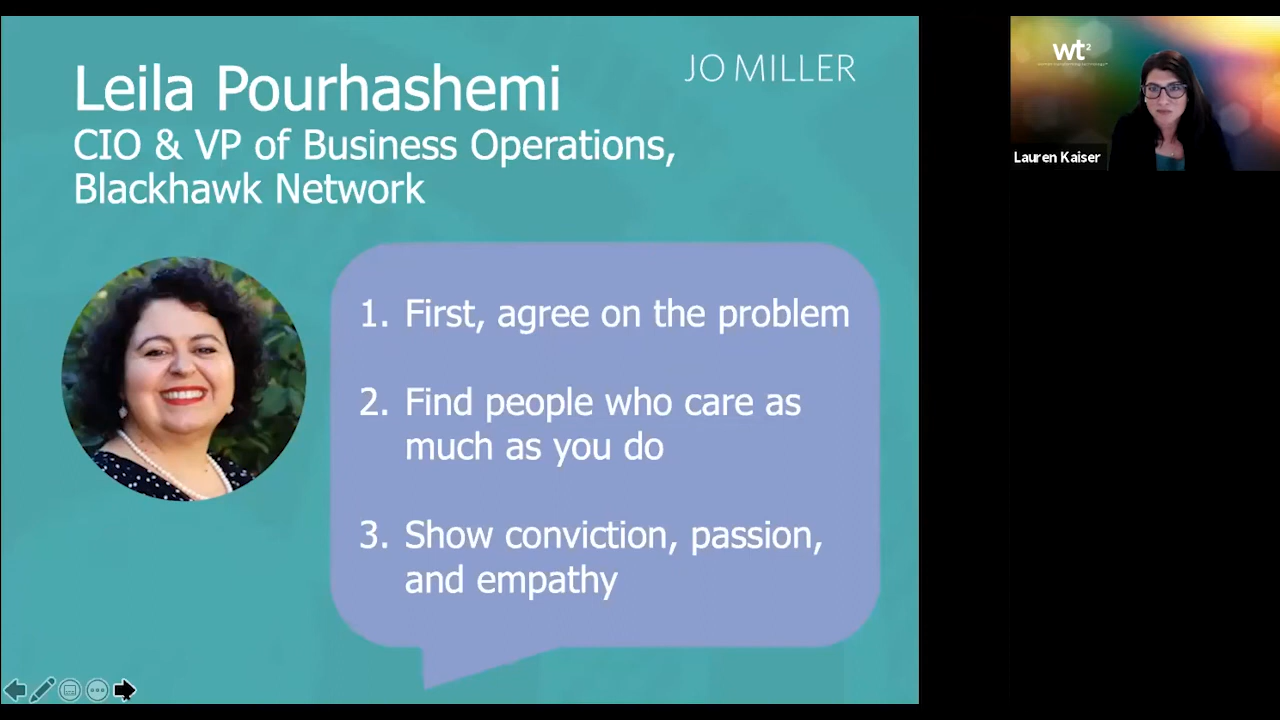 Leila Pourhashemi
JO MILLER
CIO & VP of Business Operations,
Blackhawk Network
1. First, agree on the problem
2. Find people who care as
much as you do
3. Show conviction, passion,
and empathy
wt²
Lauren Kaiser